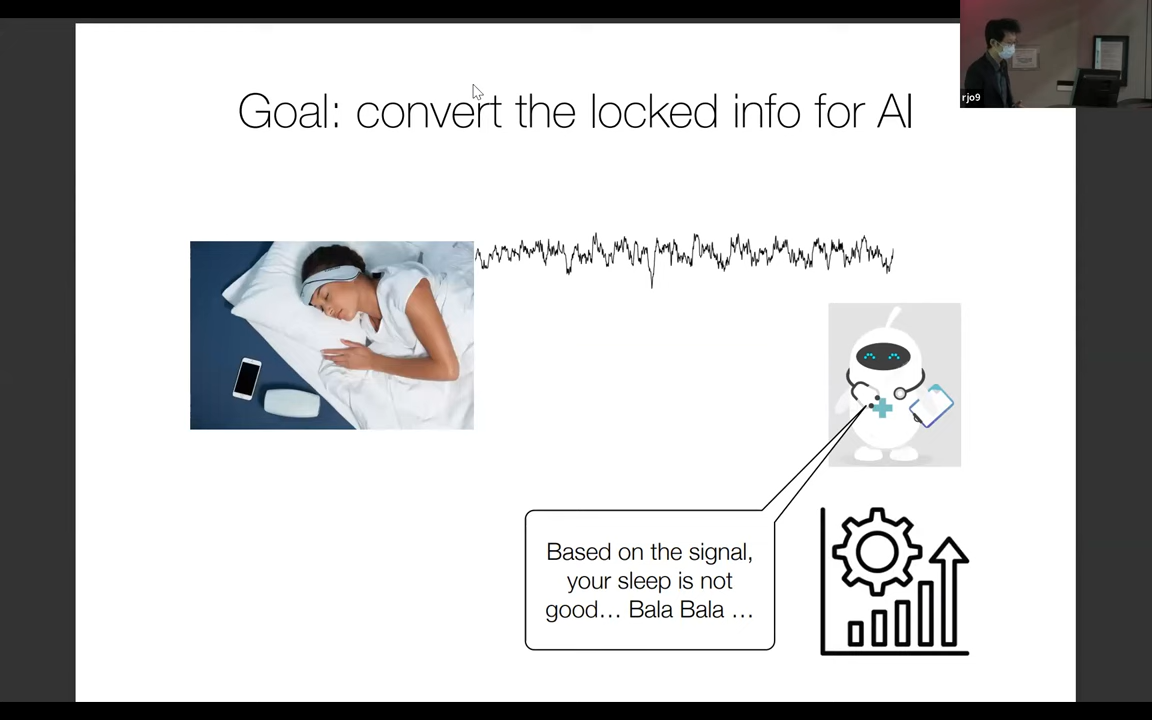 Goal: convert the locked info for AI
rjo9
Based on the signal,
your sleep is not
good… Bala Bala …